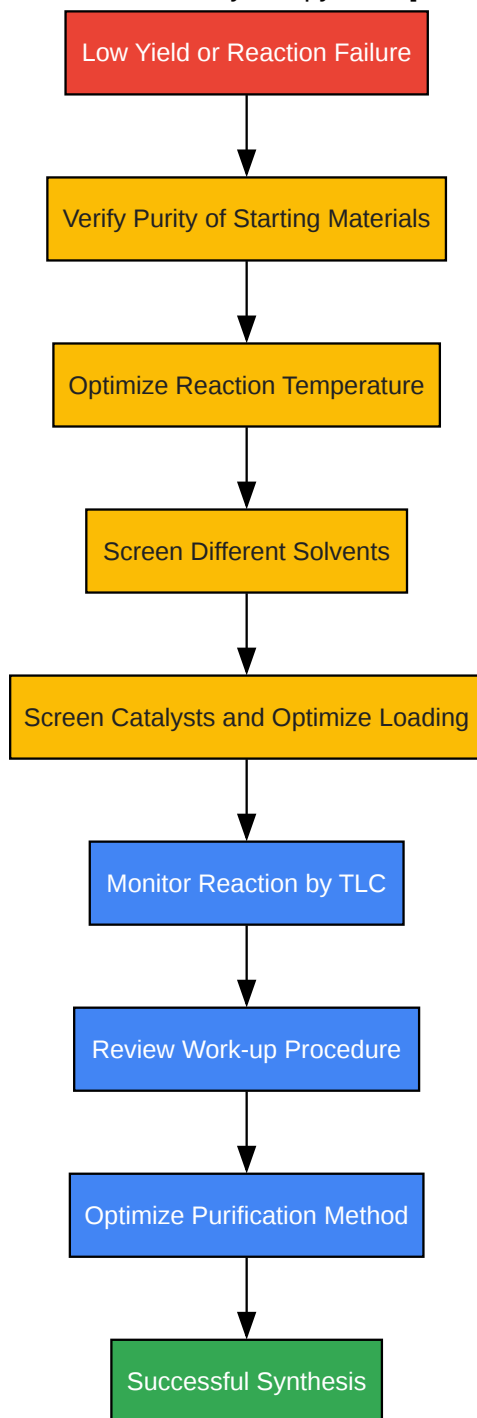 Low Yield or Reaction Failure
Verify Purity of Starting Materials
Optimize Reaction Temperature
Screen Different Solvents
Screen Catalysts and Optimize Loading
Monitor Reaction by TLC
Review Work-up Procedure
Optimize Purification Method
Successful Synthesis